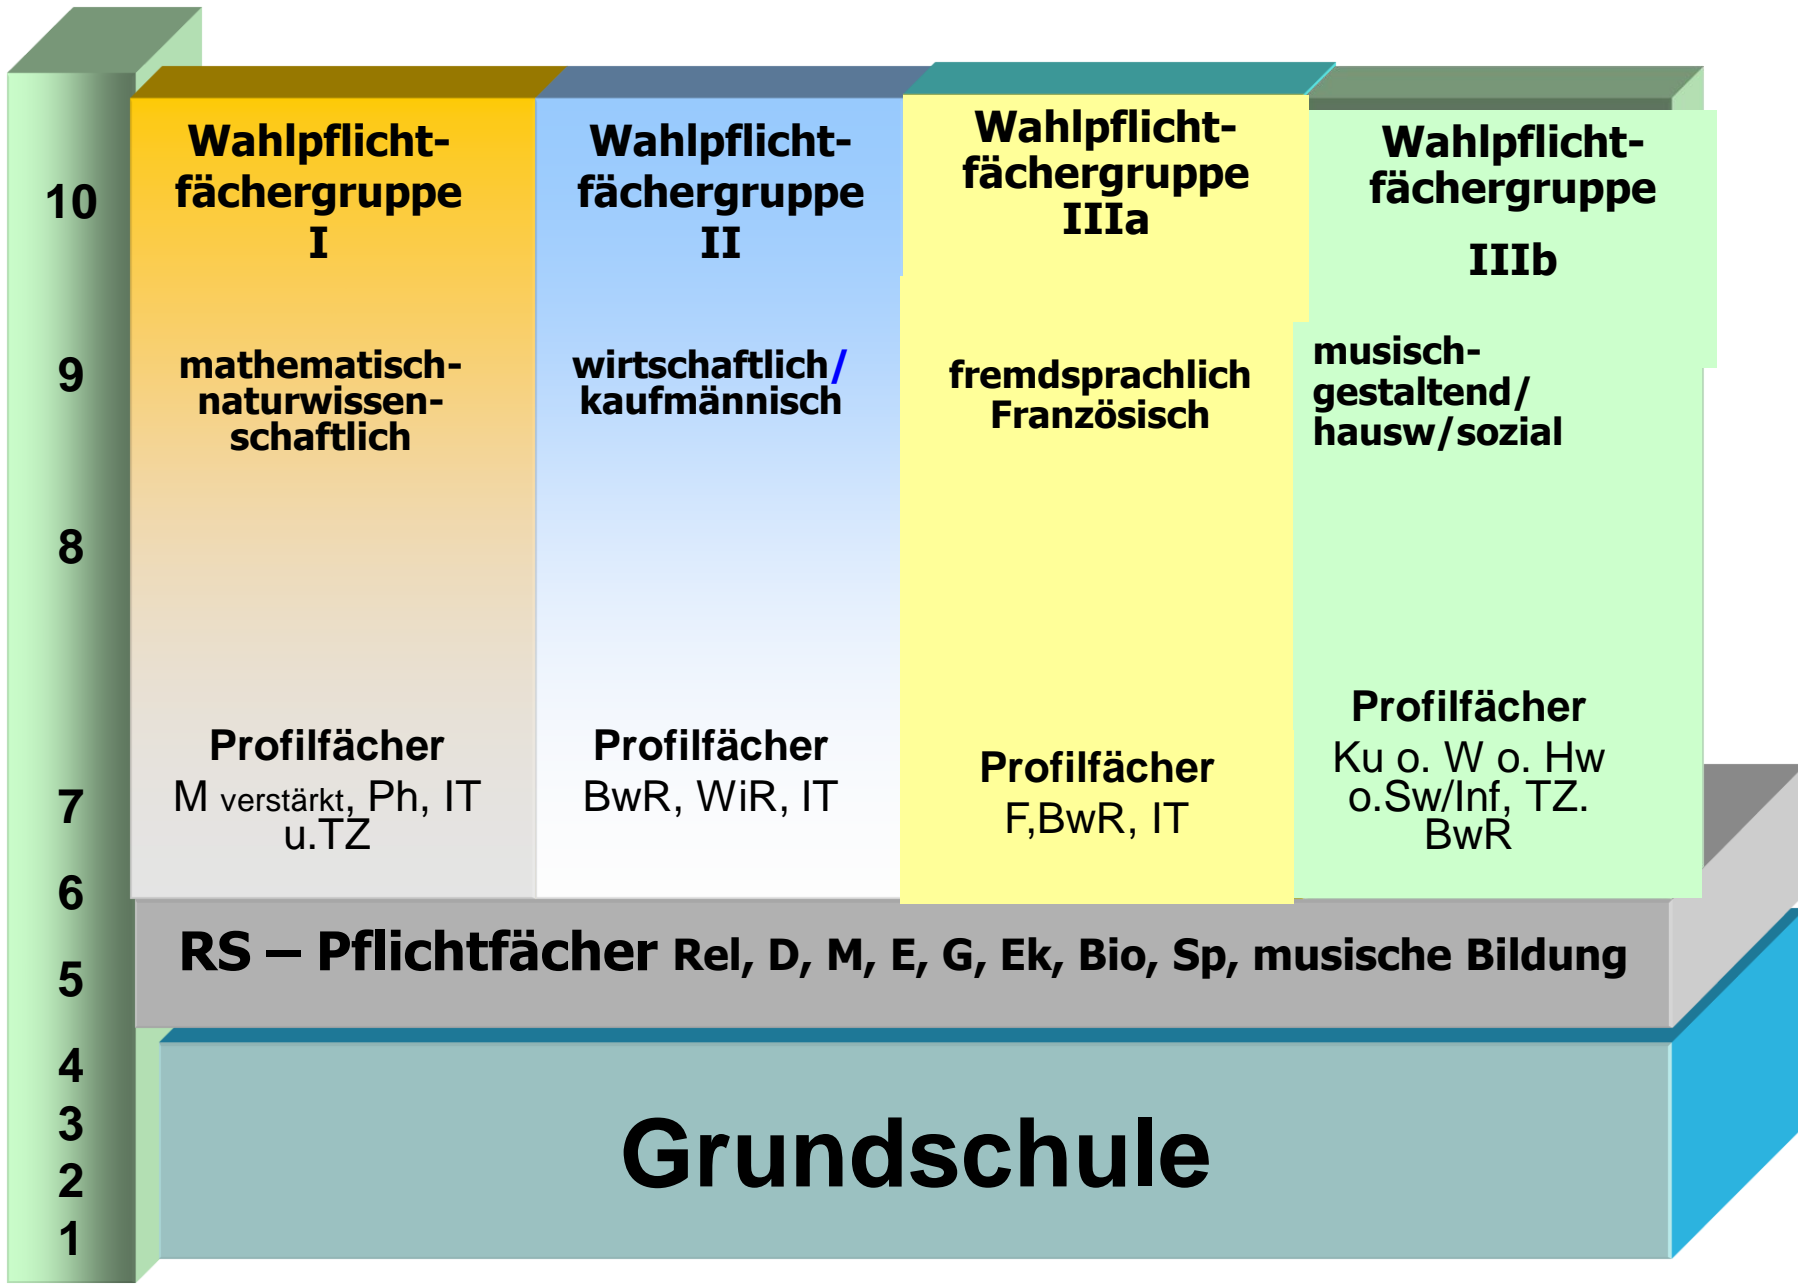 10
9
8
7
6
5
4
3
2
1
Wahlpflicht-
fächergruppe
I
mathematisch-
naturwissen-
schaftlich
Profilfächer
M verstärkt, Ph, IT
u.TZ
Wahlpflicht-
fächergruppe
II
wirtschaftlich/
kaufmännisch
Profilfächer
BwR, WiR, IT
Wahlpflicht-
fächergruppe
IIIa
fremdsprachlich
Französisch
Profilfächer
F,BwR, IT
Wahlpflicht-
fächergruppe
IIIb
musisch-
gestaltend/
hausw/sozial
Profilfächer
Ku o. W o. Hw
o.Sw/Inf, TZ.
BwR
RS – Pflichtfächer Rel, D, M, E, G, Ek, Bio, Sp, musische Bildung
Grundschule